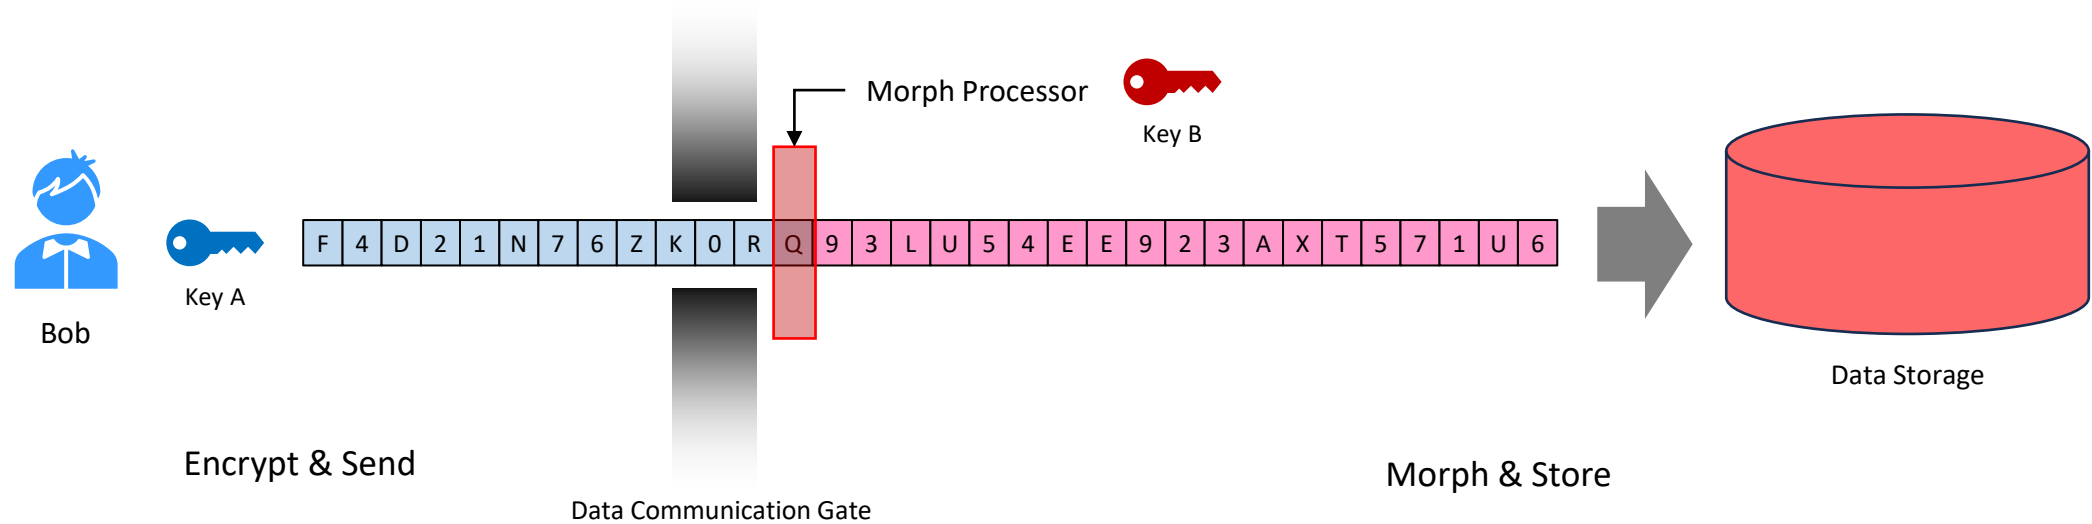 Morph Processor
Key B
F 4 D 2 1 N 7 6 Z K 0 R Q 9 3 L U 5 4 E E 9 2 3 A X T 5 7 1 U 6
Key A
Bob
Data Storage
Encrypt & Send
Morph & Store
Data Communication Gate